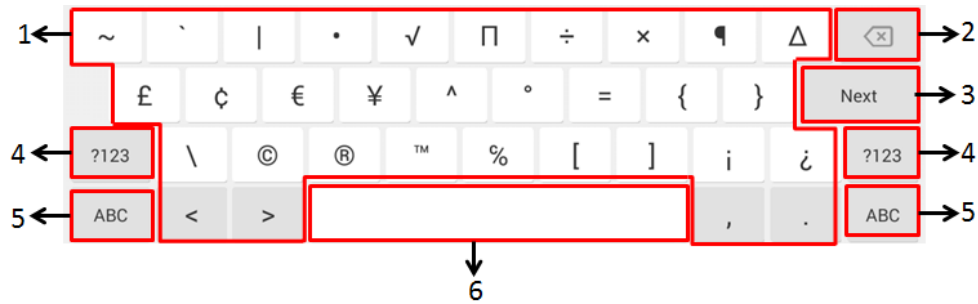 1 ~ ` | • √ Π ÷ × ¶ Δ 2
£ ¢ € ¥ ^ ° = { } Next 3
4 ?123 \ © ® ™ ℅ [ ] ¡ ¿ ?123 4
5 ABC < > , . ABC 5
6